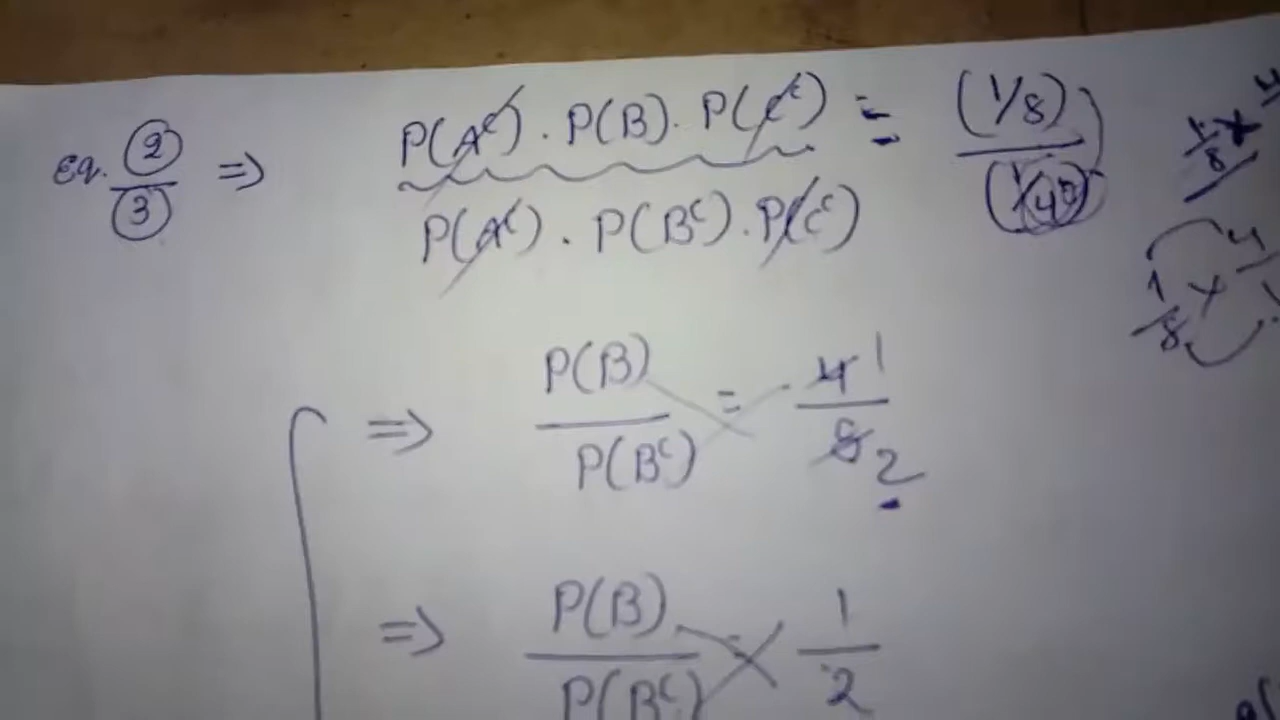 Eq. (2)/(3) => P(A^c) . P(B) . P(C^c) / P(A^c) . P(B^c) . P(C^c) = (1/8) / (1/4)
=> P(B) / P(B^c) = 4 1 / 8 2
=> P(B) / P(B^c) = 1 / 2